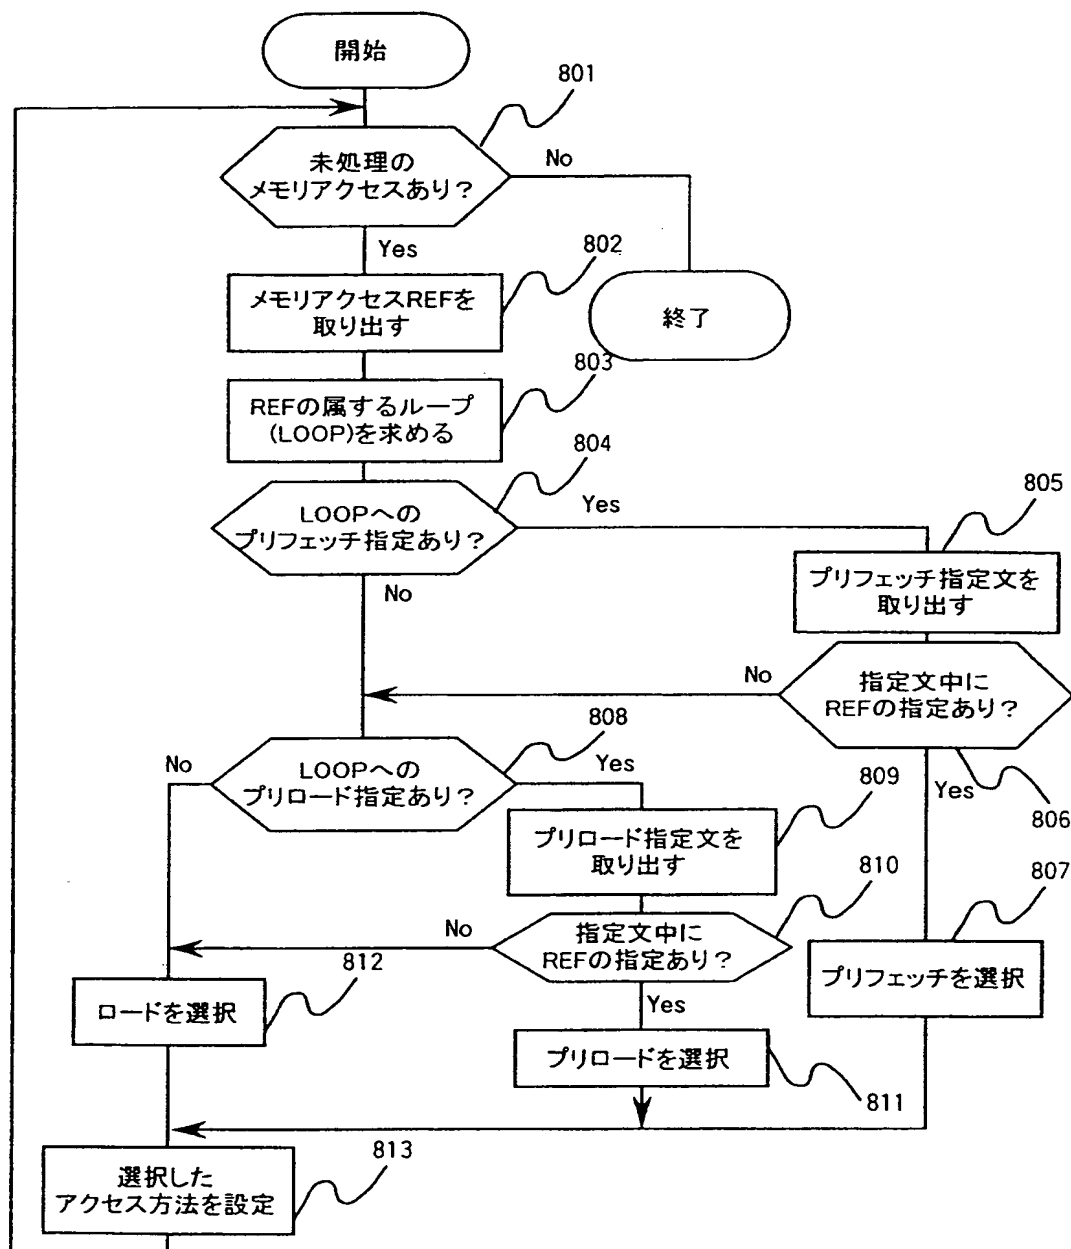 開始
801
未処理の
メモリアクセスあり？
No
Yes
802
メモリアクセスREFを
取り出す
終了
803
REFの属するループ
(LOOP)を求める
804
LOOPへの
プリフェッチ指定あり？
Yes
No
805
プリフェッチ指定文を
取り出す
指定文中に
REFの指定あり？
No
Yes
806
808
LOOPへの
プリロード指定あり？
No
Yes
809
プリロード指定文を
取り出す
810
指定文中に
REFの指定あり？
No
Yes
807
プリフェッチを選択
812
ロードを選択
プリロードを選択
811
813
選択した
アクセス方法を設定